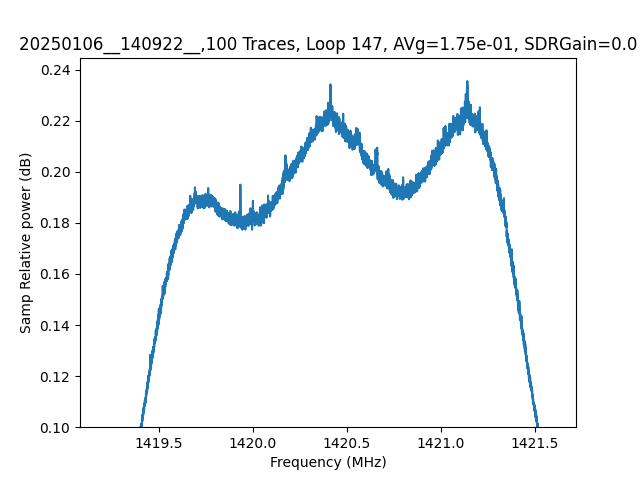 20250106__140922__,100 Traces, Loop 147, AVg=1.75e-01, SDRGain=0.0
Samp Relative power (dB)
0.24
0.22
0.20
0.18
0.16
0.14
0.12
0.10
1419.5 1420.0 1420.5 1421.0 1421.5
Frequency (MHz)